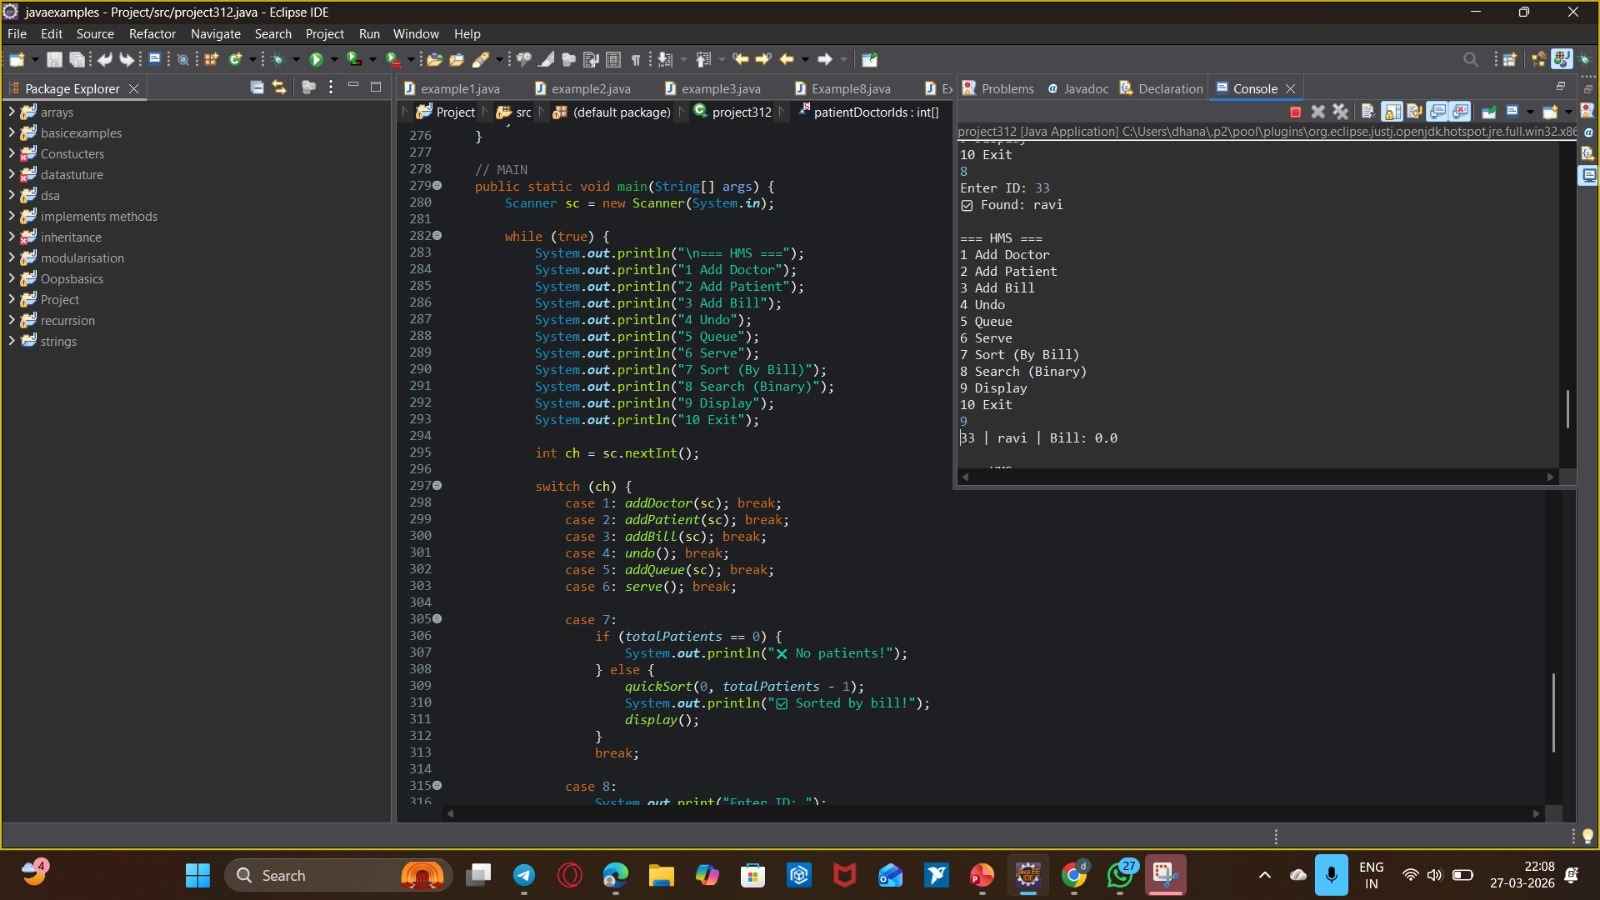 javaexamples - Project/src/project312.java - Eclipse IDE
File Edit Source Refactor Navigate Search Project Run Window Help
Package Explorer
arrays
basicexamples
Constucters
datastuture
dsa
implements methods
inheritance
modularisation
Oopsbasics
Project
recurrsion
strings
example1.java example2.java example3.java Example8.java Ex
Project src (default package) project312 patientDoctorIds : int[]
276 }
277
278 // MAIN
279 public static void main(String[] args) {
280 Scanner sc = new Scanner(System.in);
281
282 while (true) {
283 System.out.println("\n=== HMS ===");
284 System.out.println("1 Add Doctor");
285 System.out.println("2 Add Patient");
286 System.out.println("3 Add Bill");
287 System.out.println("4 Undo");
288 System.out.println("5 Queue");
289 System.out.println("6 Serve");
290 System.out.println("7 Sort (By Bill)");
291 System.out.println("8 Search (Binary)");
292 System.out.println("9 Display");
293 System.out.println("10 Exit");
294
295 int ch = sc.nextInt();
296
297 switch (ch) {
298 case 1: addDoctor(sc); break;
299 case 2: addPatient(sc); break;
300 case 3: addBill(sc); break;
301 case 4: undo(); break;
302 case 5: addQueue(sc); break;
303 case 6: serve(); break;
304
305 case 7:
306 if (totalPatients == 0) {
307 System.out.println("❌ No patients!");
308 } else {
309 quickSort(0, totalPatients - 1);
310 System.out.println("☑ Sorted by bill!");
311 display();
312 }
313 break;
314
315 case 8:
316 System.out.print("Enter ID: ");
Problems Javadoc Declaration Console
project312 [Java Application] C:\Users\dhana\.p2\pool\plugins\org.eclipse.justj.openjdk.hotspot.jre.full.win32.x86
9 Display
10 Exit
8
Enter ID: 33
☑ Found: ravi
=== HMS ===
1 Add Doctor
2 Add Patient
3 Add Bill
4 Undo
5 Queue
6 Serve
7 Sort (By Bill)
8 Search (Binary)
9 Display
10 Exit
9
33 | ravi | Bill: 0.0
4
Search
27
ENG
IN
22:08
27-03-2026